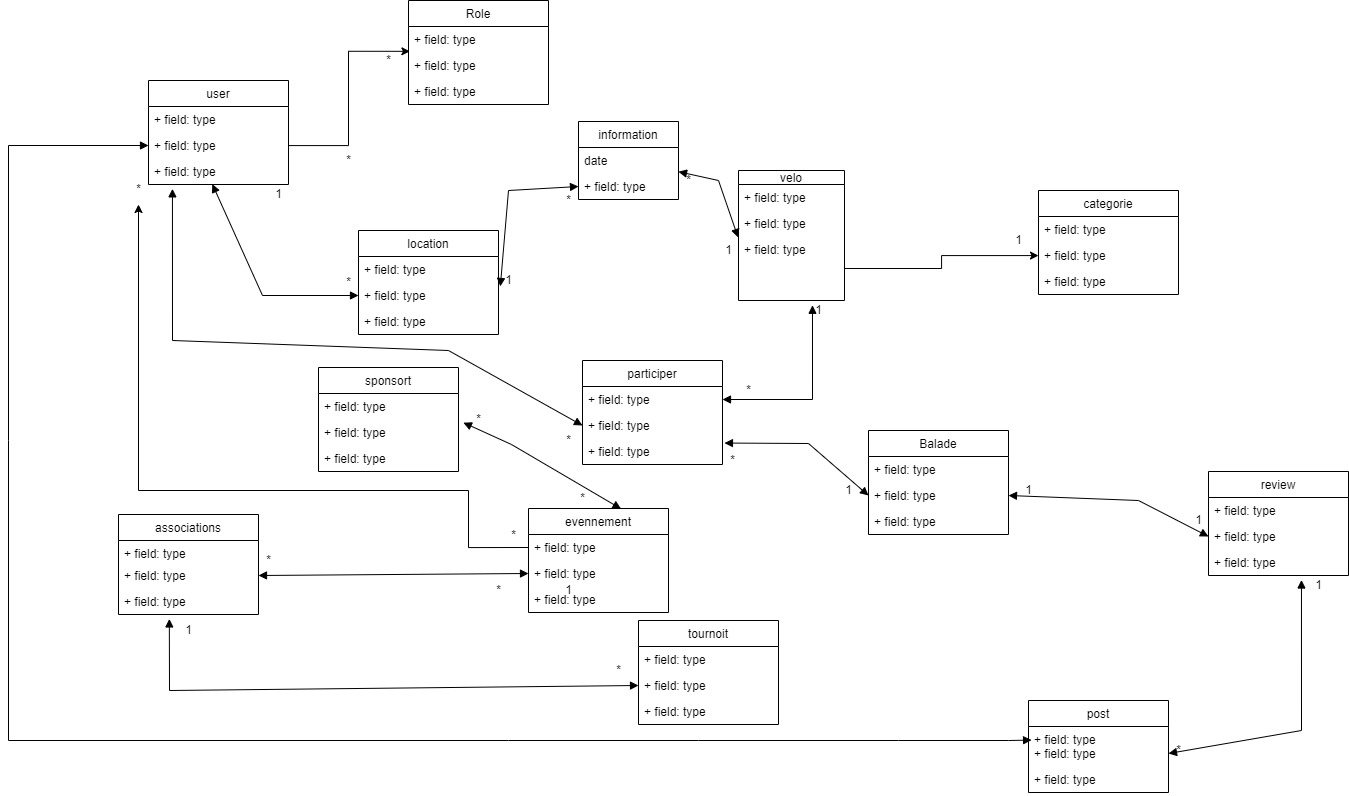 Role
+ field: type
+ field: type
+ field: type
*
user
+ field: type
+ field: type
+ field: type
*
*
1
information
date
+ field: type
*
*
velo
+ field: type
+ field: type
+ field: type
1
1
categorie
+ field: type
+ field: type
+ field: type
1
location
+ field: type
+ field: type
+ field: type
*
1
sponsort
+ field: type
+ field: type
+ field: type
*
*
participer
+ field: type
+ field: type
+ field: type
*
*
*
Balade
+ field: type
+ field: type
+ field: type
1
1
review
+ field: type
+ field: type
+ field: type
1
1
associations
+ field: type
+ field: type
+ field: type
*
1
evennement
+ field: type
+ field: type
1
+ field: type
*
*
tournoit
+ field: type
+ field: type
+ field: type
*
post
+ field: type
+ field: type
+ field: type
*